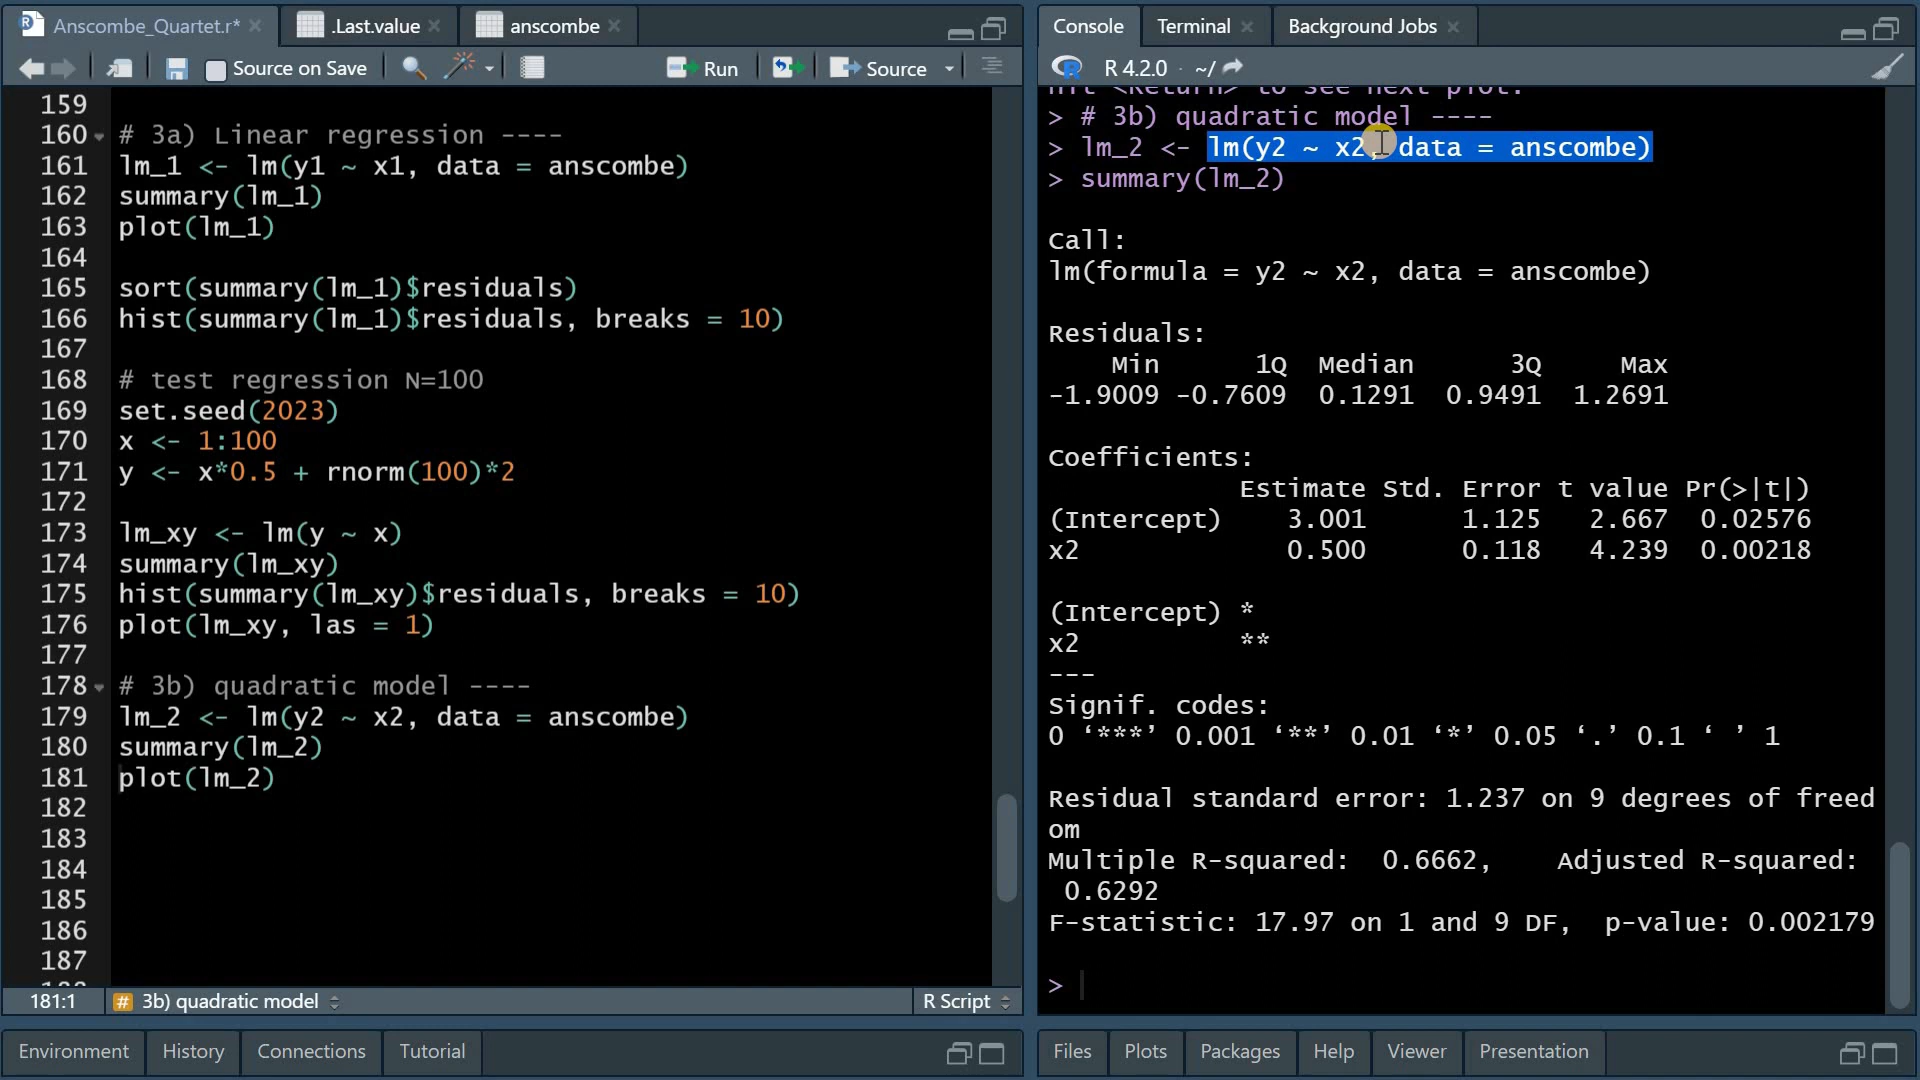 Anscombe_Quartet.r*
.Last.value
anscombe
Source on Save
Run
Source
159
160 # 3a) Linear regression ----
161 lm_1 <- lm(y1 ~ x1, data = anscombe)
162 summary(lm_1)
163 plot(lm_1)
164
165 sort(summary(lm_1)$residuals)
166 hist(summary(lm_1)$residuals, breaks = 10)
167
168 # test regression N=100
169 set.seed(2023)
170 x <- 1:100
171 y <- x*0.5 + rnorm(100)*2
172
173 lm_xy <- lm(y ~ x)
174 summary(lm_xy)
175 hist(summary(lm_xy)$residuals, breaks = 10)
176 plot(lm_xy, las = 1)
177
178 # 3b) quadratic model ----
179 lm_2 <- lm(y2 ~ x2, data = anscombe)
180 summary(lm_2)
181 plot(lm_2)
182
183
184
185
186
187
181:1
# 3b) quadratic model
R Script
Environment
History
Connections
Tutorial
Console
Terminal
Background Jobs
R 4.2.0 · ~/
Hit <Return> to see next plot:
> # 3b) quadratic model ----
> lm_2 <- lm(y2 ~ x2, data = anscombe)
> summary(lm_2)
Call:
lm(formula = y2 ~ x2, data = anscombe)
Residuals:
Min 1Q Median 3Q Max
-1.9009 -0.7609 0.1291 0.9491 1.2691
Coefficients:
Estimate Std. Error t value Pr(>|t|)
(Intercept) 3.001 1.125 2.667 0.02576
x2 0.500 0.118 4.239 0.00218
(Intercept) *
x2 **
---
Signif. codes:
0 ‘***’ 0.001 ‘**’ 0.01 ‘*’ 0.05 ‘.’ 0.1 ‘ ’ 1
Residual standard error: 1.237 on 9 degrees of freed
om
Multiple R-squared: 0.6662, Adjusted R-squared:
0.6292
F-statistic: 17.97 on 1 and 9 DF, p-value: 0.002179
>
Files
Plots
Packages
Help
Viewer
Presentation